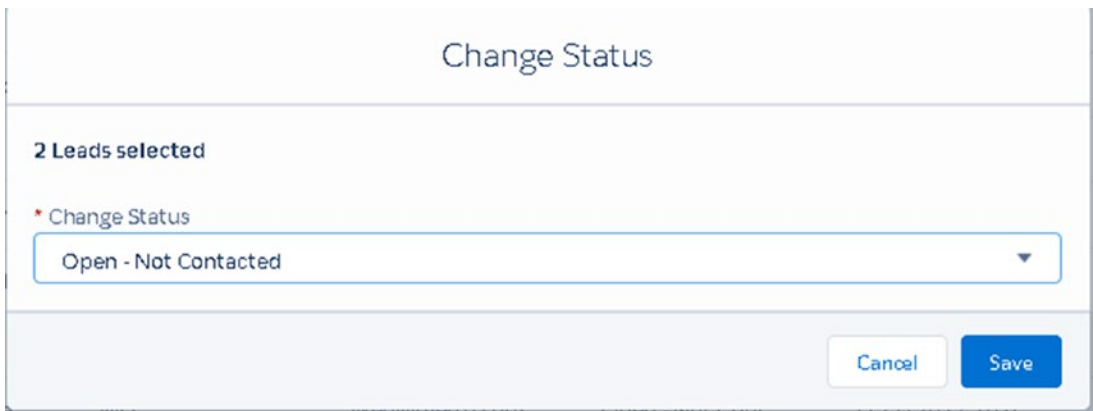 Change Status
2 Leads selected
* Change Status
Open - Not Contacted
Cancel
Save